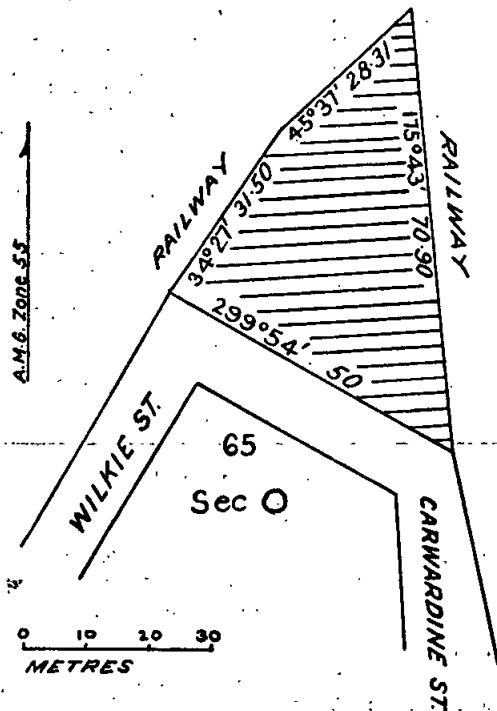 45°37' 28·31
RAILWAY
175°43' 70·90
RAILWAY
34°27' 31·50
A.M.G. Zone 55
299°54' 50
WILKIE ST.
65
Sec O
CARWARDINE ST.
0 10 20 30
METRES